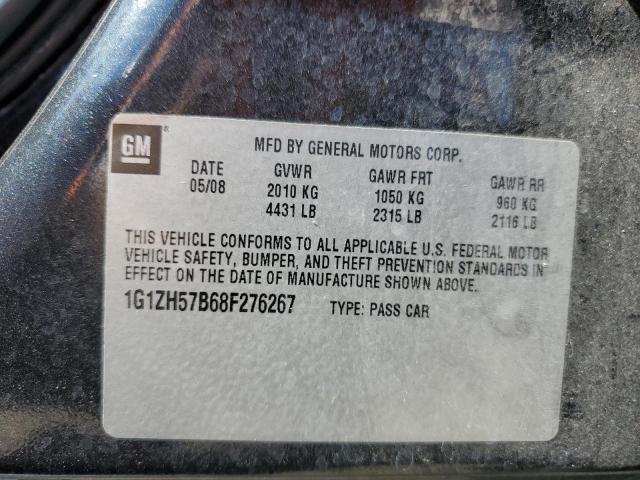 GM ®
MFD BY GENERAL MOTORS CORP.
DATE GVWR GAWR FRT GAWR RR
05/08 2010 KG 1050 KG 960 KG
4431 LB 2315 LB 2116 LB
THIS VEHICLE CONFORMS TO ALL APPLICABLE U.S. FEDERAL MOTOR
VEHICLE SAFETY, BUMPER, AND THEFT PREVENTION STANDARDS IN
EFFECT ON THE DATE OF MANUFACTURE SHOWN ABOVE.
1G1ZH57B68F276267 TYPE: PASS CAR